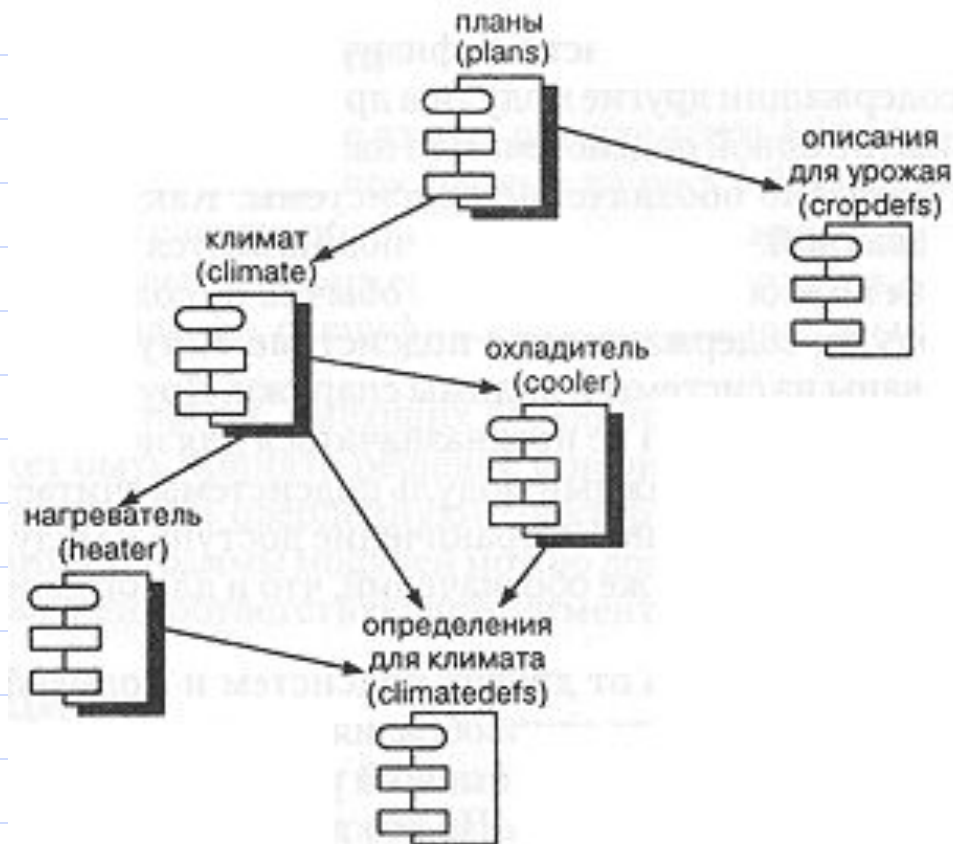 планы
(plans)
описания
для урожая
(cropdefs)
климат
(climate)
охладитель
(cooler)
нагреватель
(heater)
определения
для климата
(climatedefs)